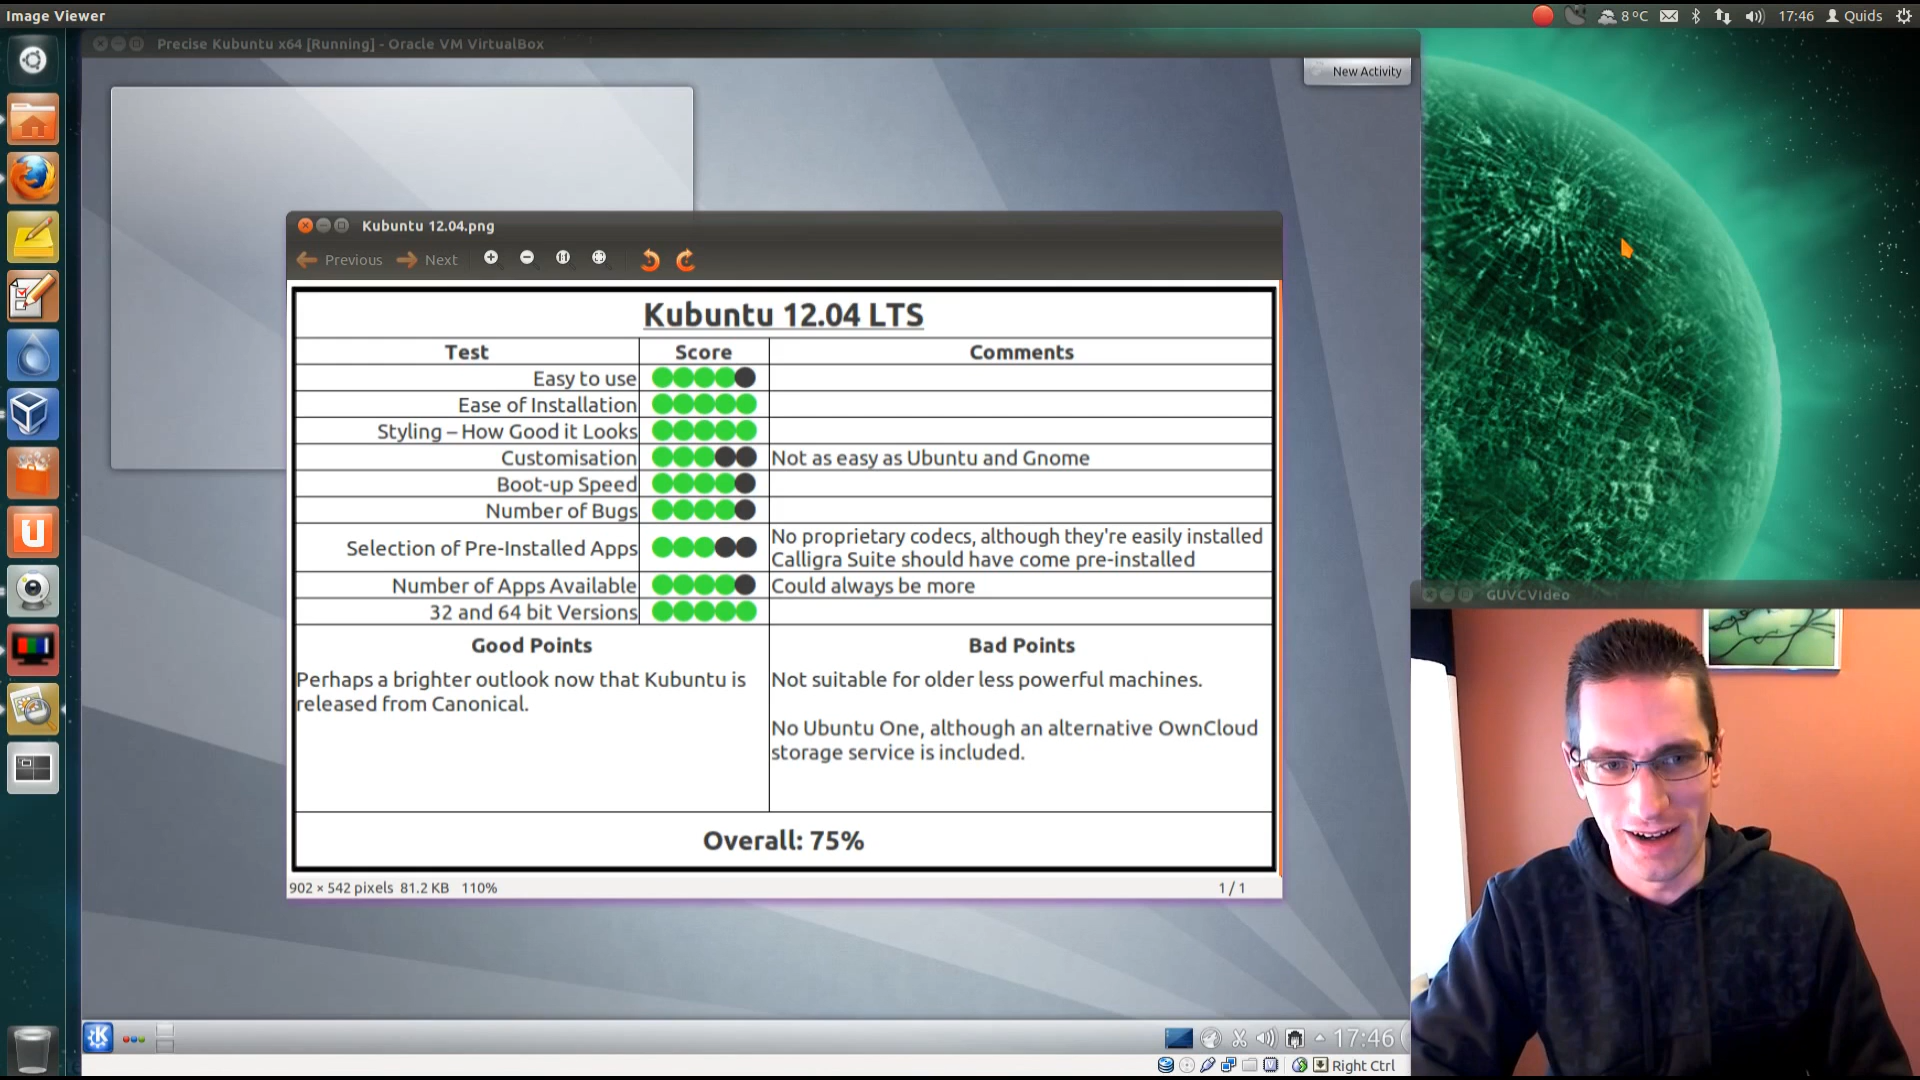 Image Viewer
8°C
17:46
Quids
Precise Kubuntu x64 [Running] - Oracle VM VirtualBox
New Activity
Kubuntu 12.04.png
Previous
Next
Kubuntu 12.04 LTS
Test Score Comments
Easy to use
Ease of Installation
Styling – How Good it Looks
Customisation Not as easy as Ubuntu and Gnome
Boot-up Speed
Number of Bugs
Selection of Pre-Installed Apps
No proprietary codecs, although they're easily installed
Calligra Suite should have come pre-installed
Number of Apps Available Could always be more
32 and 64 bit Versions
Good Points
Perhaps a brighter outlook now that Kubuntu is
released from Canonical.
Bad Points
Not suitable for older less powerful machines.
No Ubuntu One, although an alternative OwnCloud
storage service is included.
Overall: 75%
902 × 542 pixels 81.2 KB 110%
1 / 1
GUVCVideo
17:46
Right Ctrl